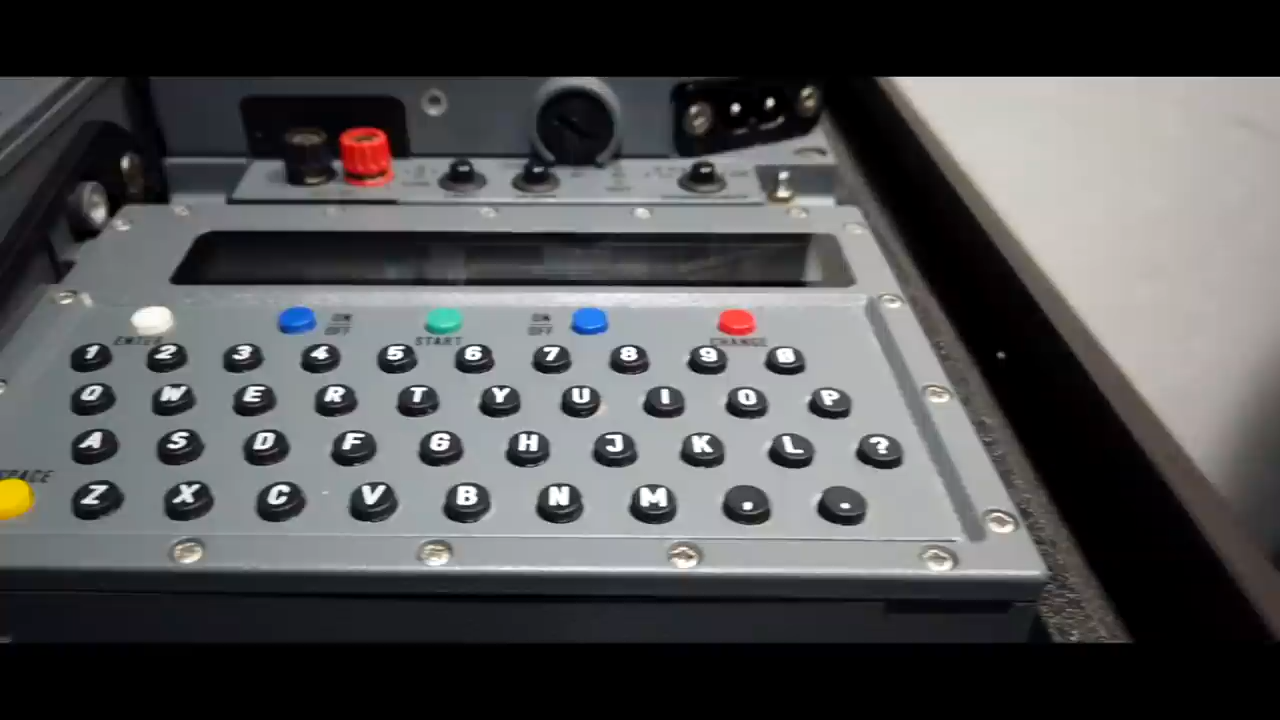 ON
OFF
ON
OFF
ENTER
START
CHANGE
1 2 3 4 5 6 7 8 9 0
Q W E R T Y U I O P
A S D F G H J K L ?
SPACE
Z X C V B N M , .